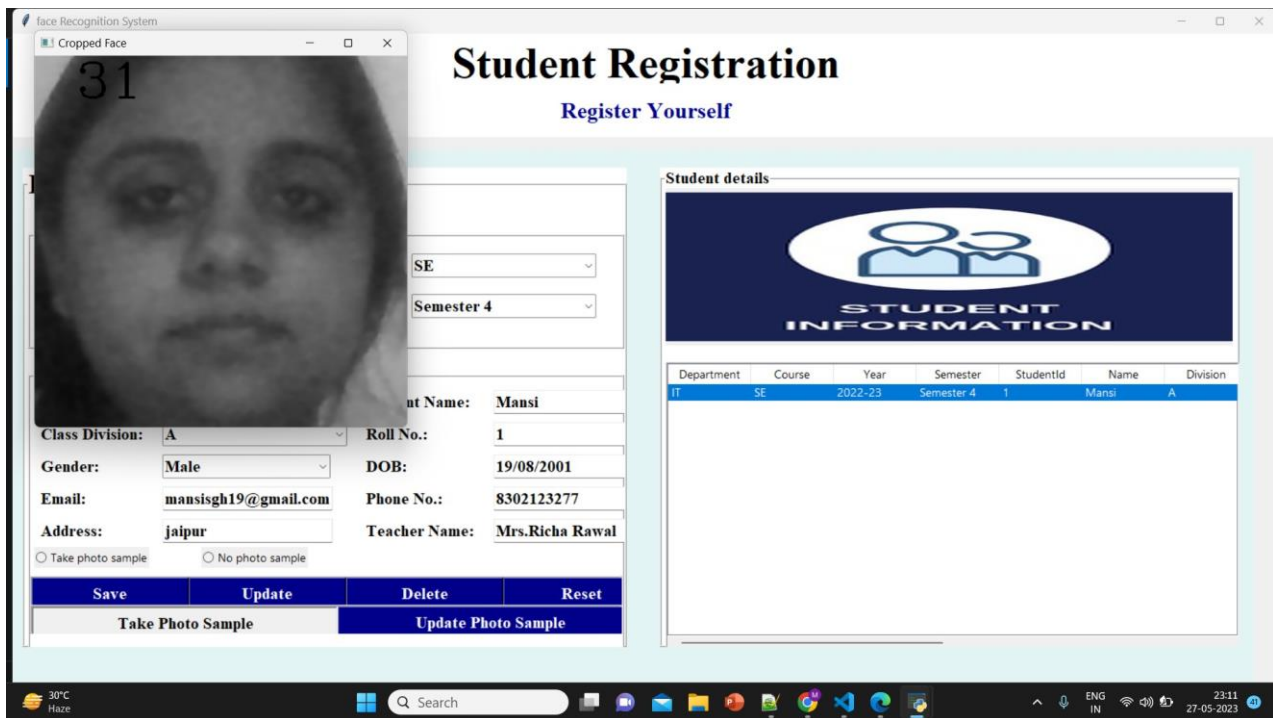 face Recognition System
Cropped Face
31
Student Registration
Register Yourself
Student details
SE
Semester 4
STUDENT
INFORMATION
Department Course Year Semester StudentId Name Division
IT SE 2022-23 Semester 4 1 Mansi A
nt Name: Mansi
Class Division: A Roll No.: 1
Gender: Male DOB: 19/08/2001
Email: mansisgh19@gmail.com Phone No.: 8302123277
Address: jaipur Teacher Name: Mrs.Richa Rawal
Take photo sample No photo sample
Save Update Delete Reset
Take Photo Sample Update Photo Sample
30°C
Haze
Search
ENG
IN
23:11
27-05-2023
41